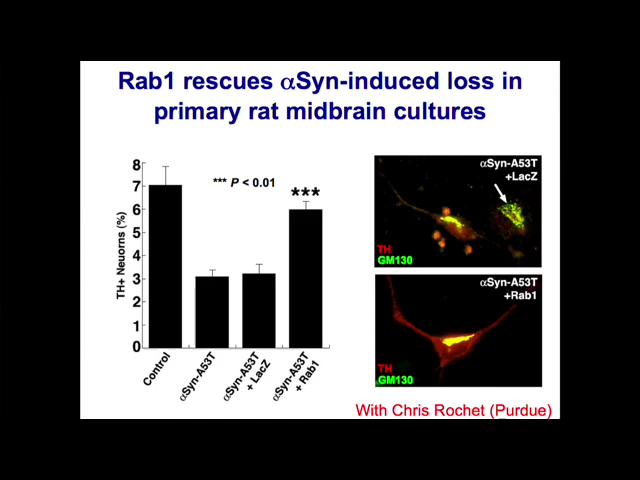 Rab1 rescues αSyn-induced loss in
primary rat midbrain cultures
8
7
6
5
4
3
2
1
0
TH+ Neuorns (%)
*** P < 0.01
***
Control
αSyn-A53T
αSyn-A53T
+ LacZ
αSyn-A53T
+ Rab1
αSyn-A53T
+LacZ
TH
GM130
αSyn-A53T
+Rab1
TH
GM130
With Chris Rochet (Purdue)